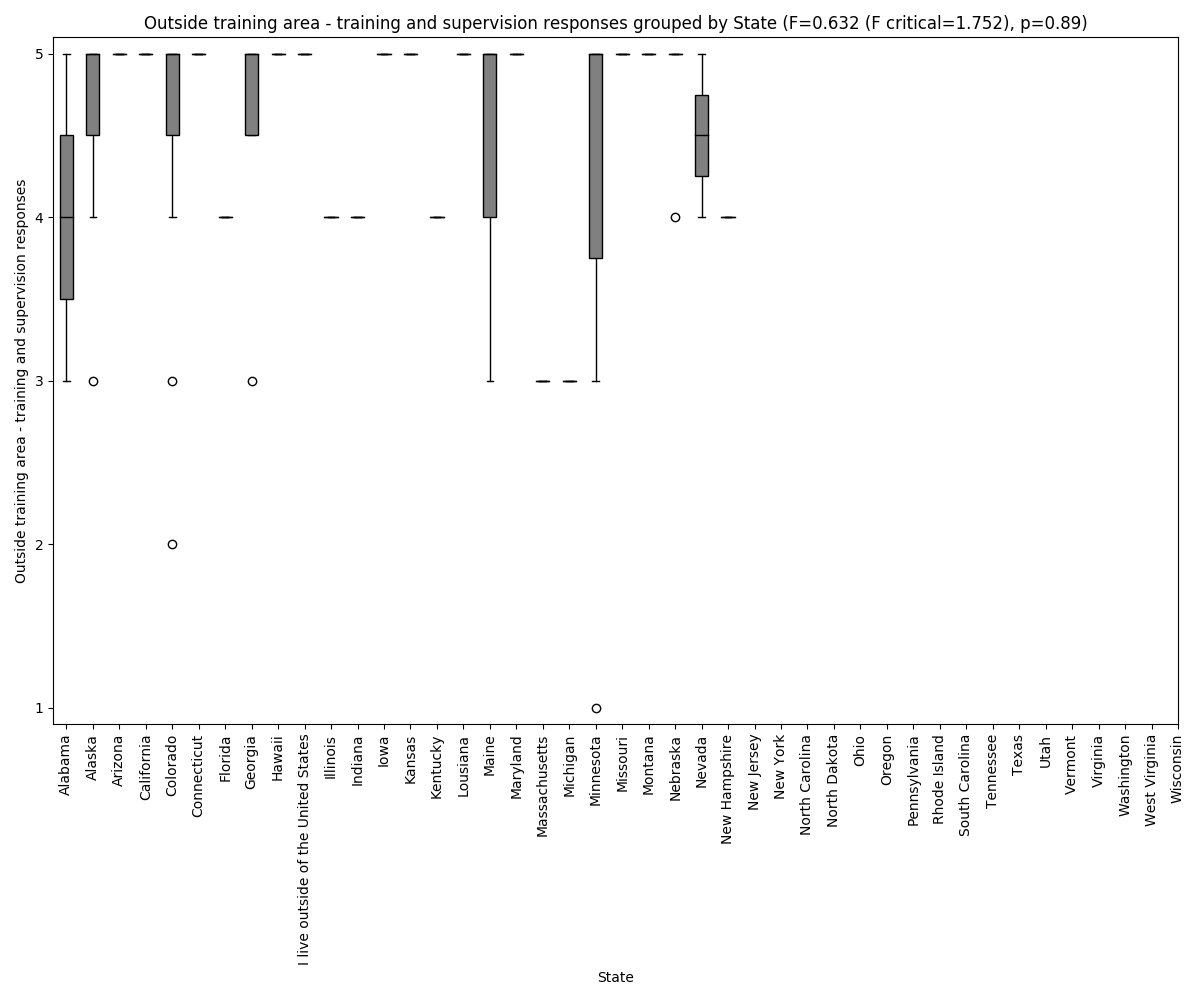 Outside training area - training and supervision responses grouped by State (F=0.632 (F critical=1.752), p=0.89)
Outside training area - training and supervision responses
5
4
3
2
1
Alabama
Alaska
Arizona
California
Colorado
Connecticut
Florida
Georgia
Hawaii
I live outside of the United States
Illinois
Indiana
Iowa
Kansas
Kentucky
Lousiana
Maine
Maryland
Massachusetts
Michigan
Minnesota
Missouri
Montana
Nebraska
Nevada
New Hampshire
New Jersey
New York
North Carolina
North Dakota
Ohio
Oregon
Pennsylvania
Rhode Island
South Carolina
Tennessee
Texas
Utah
Vermont
Virginia
Washington
West Virginia
Wisconsin
State